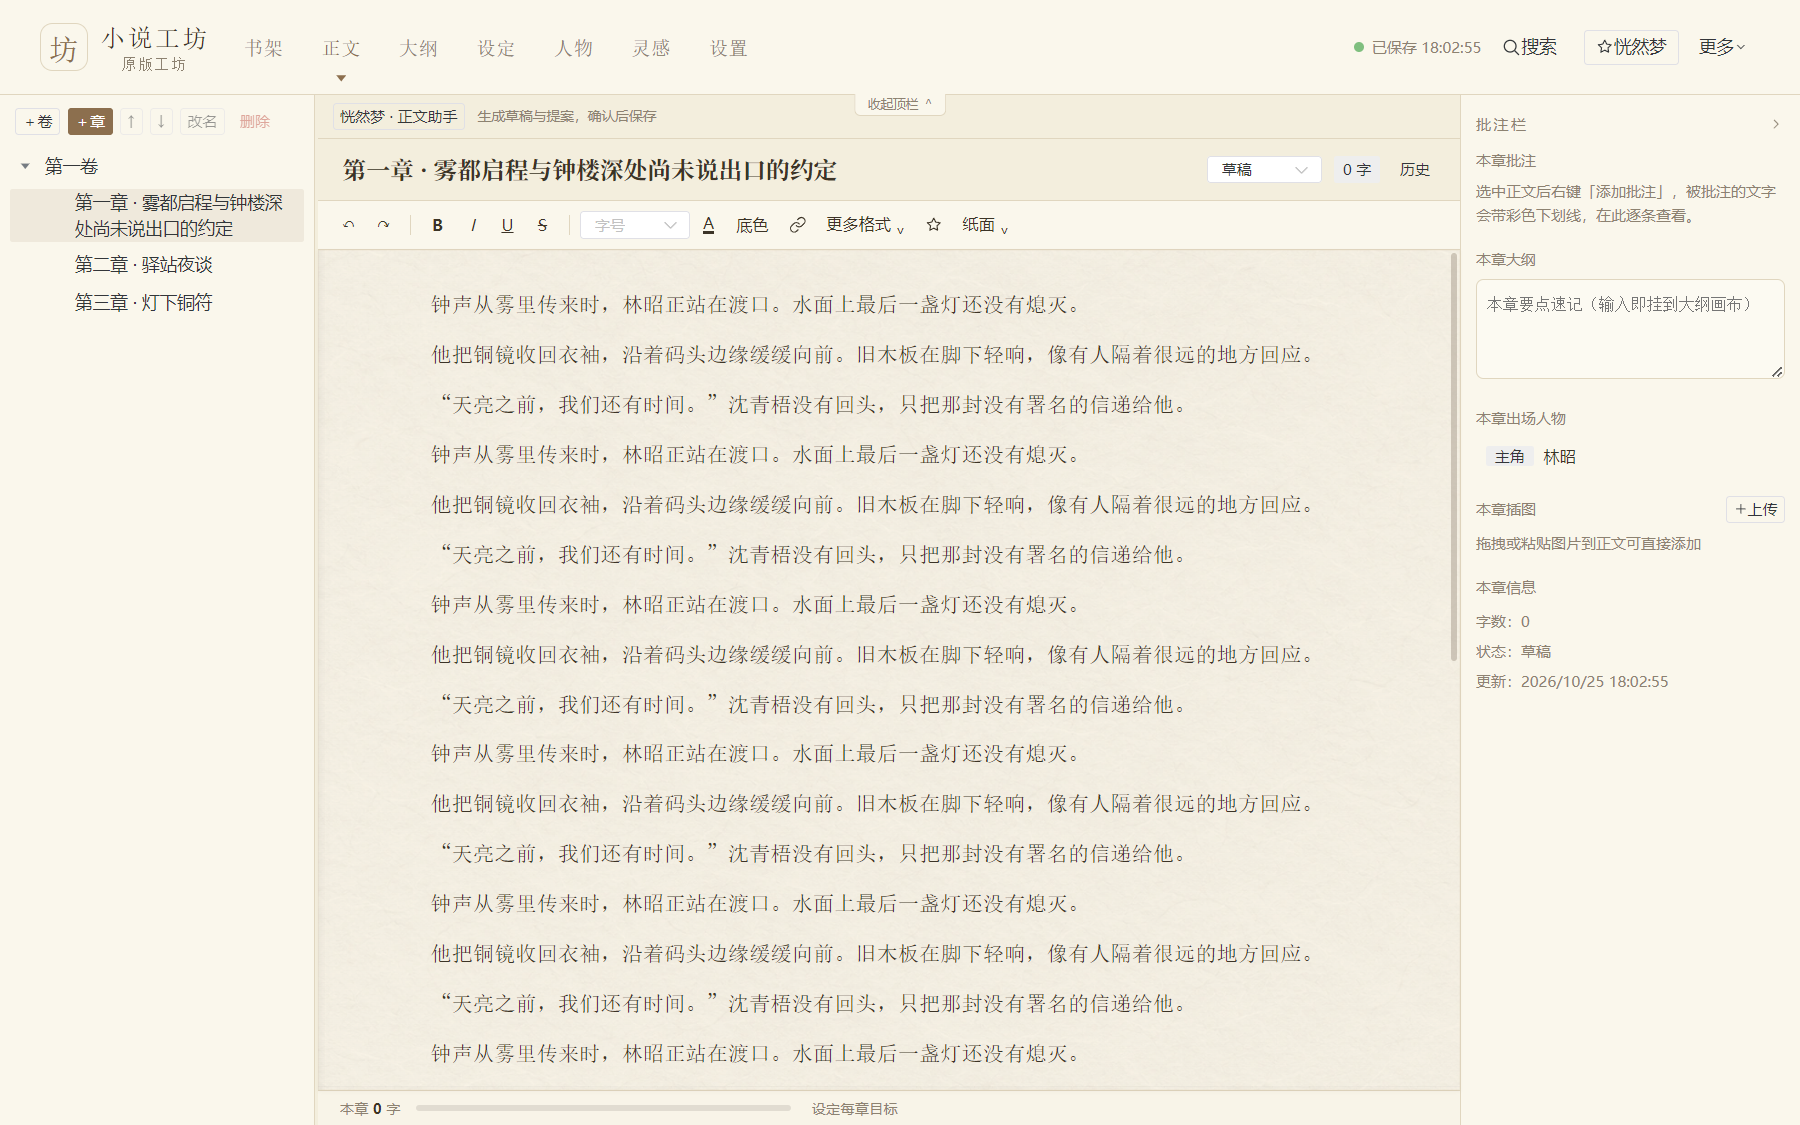 坊
小说工坊
原版工坊
书架 正文 大纲 设定 人物 灵感 设置
已保存 18:02:55 搜索 恍然梦 更多
+卷 +章 ↑ ↓ 改名 删除
第一卷
第一章 · 雾都启程与钟楼深
处尚未说出口的约定
第二章 · 驿站夜谈
第三章 · 灯下铜符
恍然梦 · 正文助手 生成草稿与提案，确认后保存
收起顶栏 ^
第一章 · 雾都启程与钟楼深处尚未说出口的约定
草稿 0 字 历史
B I U S 字号 A 底色 更多格式 纸面
钟声从雾里传来时，林昭正站在渡口。水面上最后一盏灯还没有熄灭。
他把铜镜收回衣袖，沿着码头边缘缓缓向前。旧木板在脚下轻响，像有人隔着很远的地方回应。
“天亮之前，我们还有时间。”沈青梧没有回头，只把那封没有署名的信递给他。
钟声从雾里传来时，林昭正站在渡口。水面上最后一盏灯还没有熄灭。
他把铜镜收回衣袖，沿着码头边缘缓缓向前。旧木板在脚下轻响，像有人隔着很远的地方回应。
“天亮之前，我们还有时间。”沈青梧没有回头，只把那封没有署名的信递给他。
钟声从雾里传来时，林昭正站在渡口。水面上最后一盏灯还没有熄灭。
他把铜镜收回衣袖，沿着码头边缘缓缓向前。旧木板在脚下轻响，像有人隔着很远的地方回应。
“天亮之前，我们还有时间。”沈青梧没有回头，只把那封没有署名的信递给他。
钟声从雾里传来时，林昭正站在渡口。水面上最后一盏灯还没有熄灭。
他把铜镜收回衣袖，沿着码头边缘缓缓向前。旧木板在脚下轻响，像有人隔着很远的地方回应。
“天亮之前，我们还有时间。”沈青梧没有回头，只把那封没有署名的信递给他。
钟声从雾里传来时，林昭正站在渡口。水面上最后一盏灯还没有熄灭。
他把铜镜收回衣袖，沿着码头边缘缓缓向前。旧木板在脚下轻响，像有人隔着很远的地方回应。
“天亮之前，我们还有时间。”沈青梧没有回头，只把那封没有署名的信递给他。
钟声从雾里传来时，林昭正站在渡口。水面上最后一盏灯还没有熄灭。
本章 0 字 设定每章目标
批注栏
本章批注
选中正文后右键「添加批注」，被批注的文字
会带彩色下划线，在此逐条查看。
本章大纲
本章要点速记（输入即挂到大纲画布）
本章出场人物
主角 林昭
本章插图 +上传
拖拽或粘贴图片到正文可直接添加
本章信息
字数：0
状态：草稿
更新：2026/10/25 18:02:55